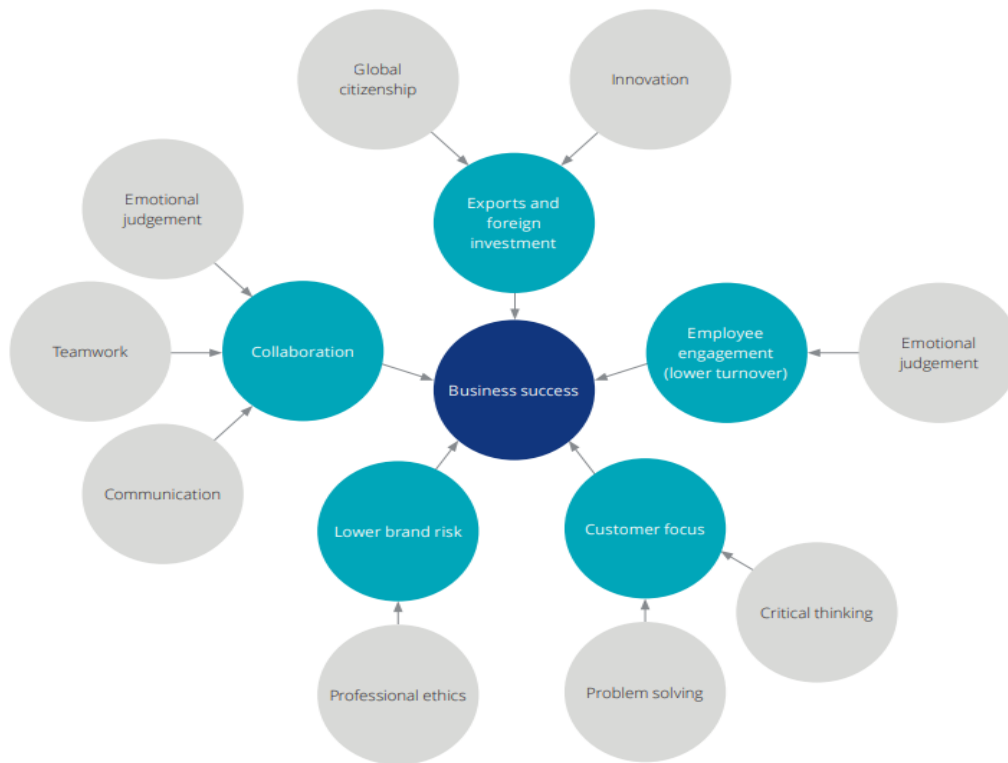 Global
citizenship
Innovation
Emotional
judgement
Exports and
foreign
investment
Teamwork
Collaboration
Employee
engagement
(lower turnover)
Emotional
judgement
Business success
Communication
Lower brand risk
Customer focus
Critical thinking
Professional ethics
Problem solving